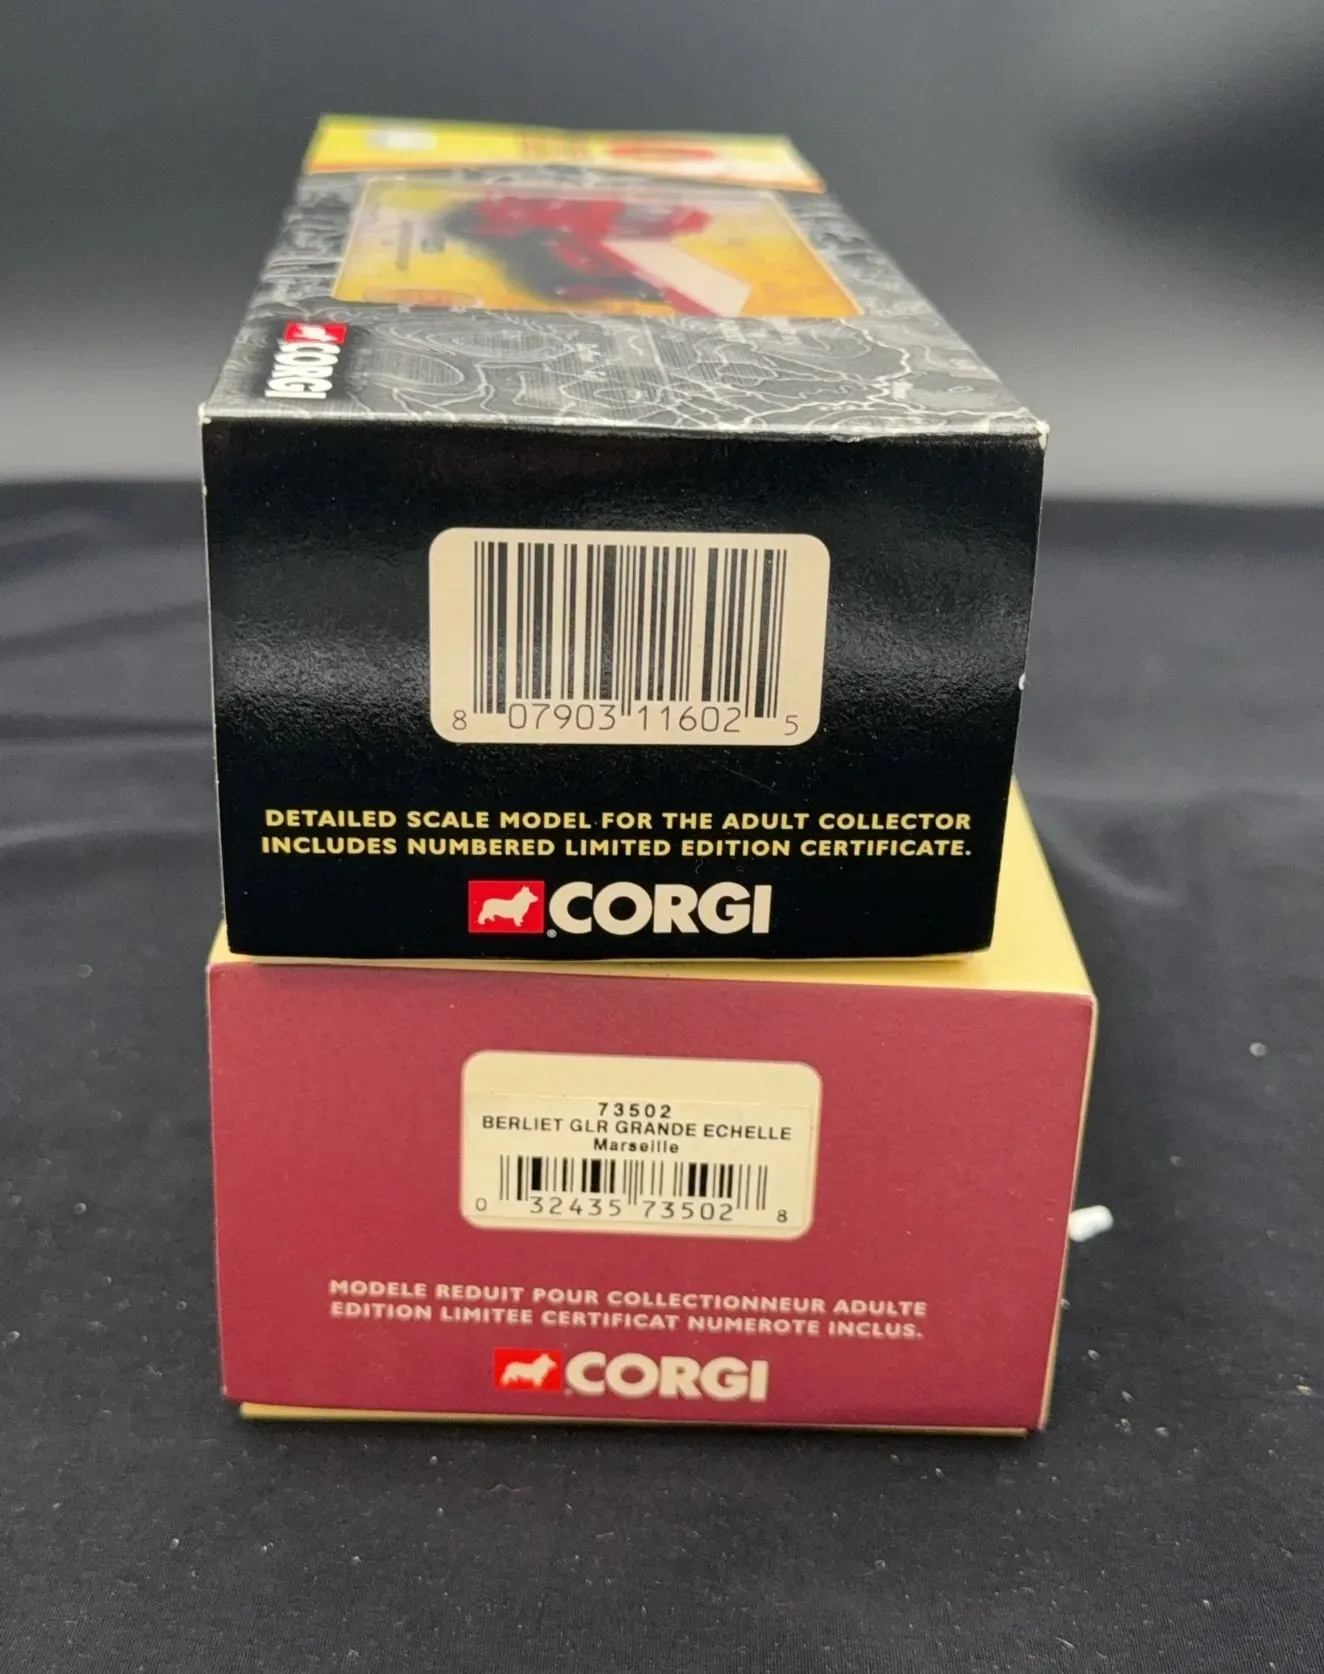 CORGI
8 07903 11602 5
DETAILED SCALE MODEL FOR THE ADULT COLLECTOR
INCLUDES NUMBERED LIMITED EDITION CERTIFICATE.
CORGI
73502
BERLIET GLR GRANDE ECHELLE
Marseille
0 32435 73502 8
MODELE REDUIT POUR COLLECTIONNEUR ADULTE
EDITION LIMITEE CERTIFICAT NUMEROTE INCLUS.
CORGI